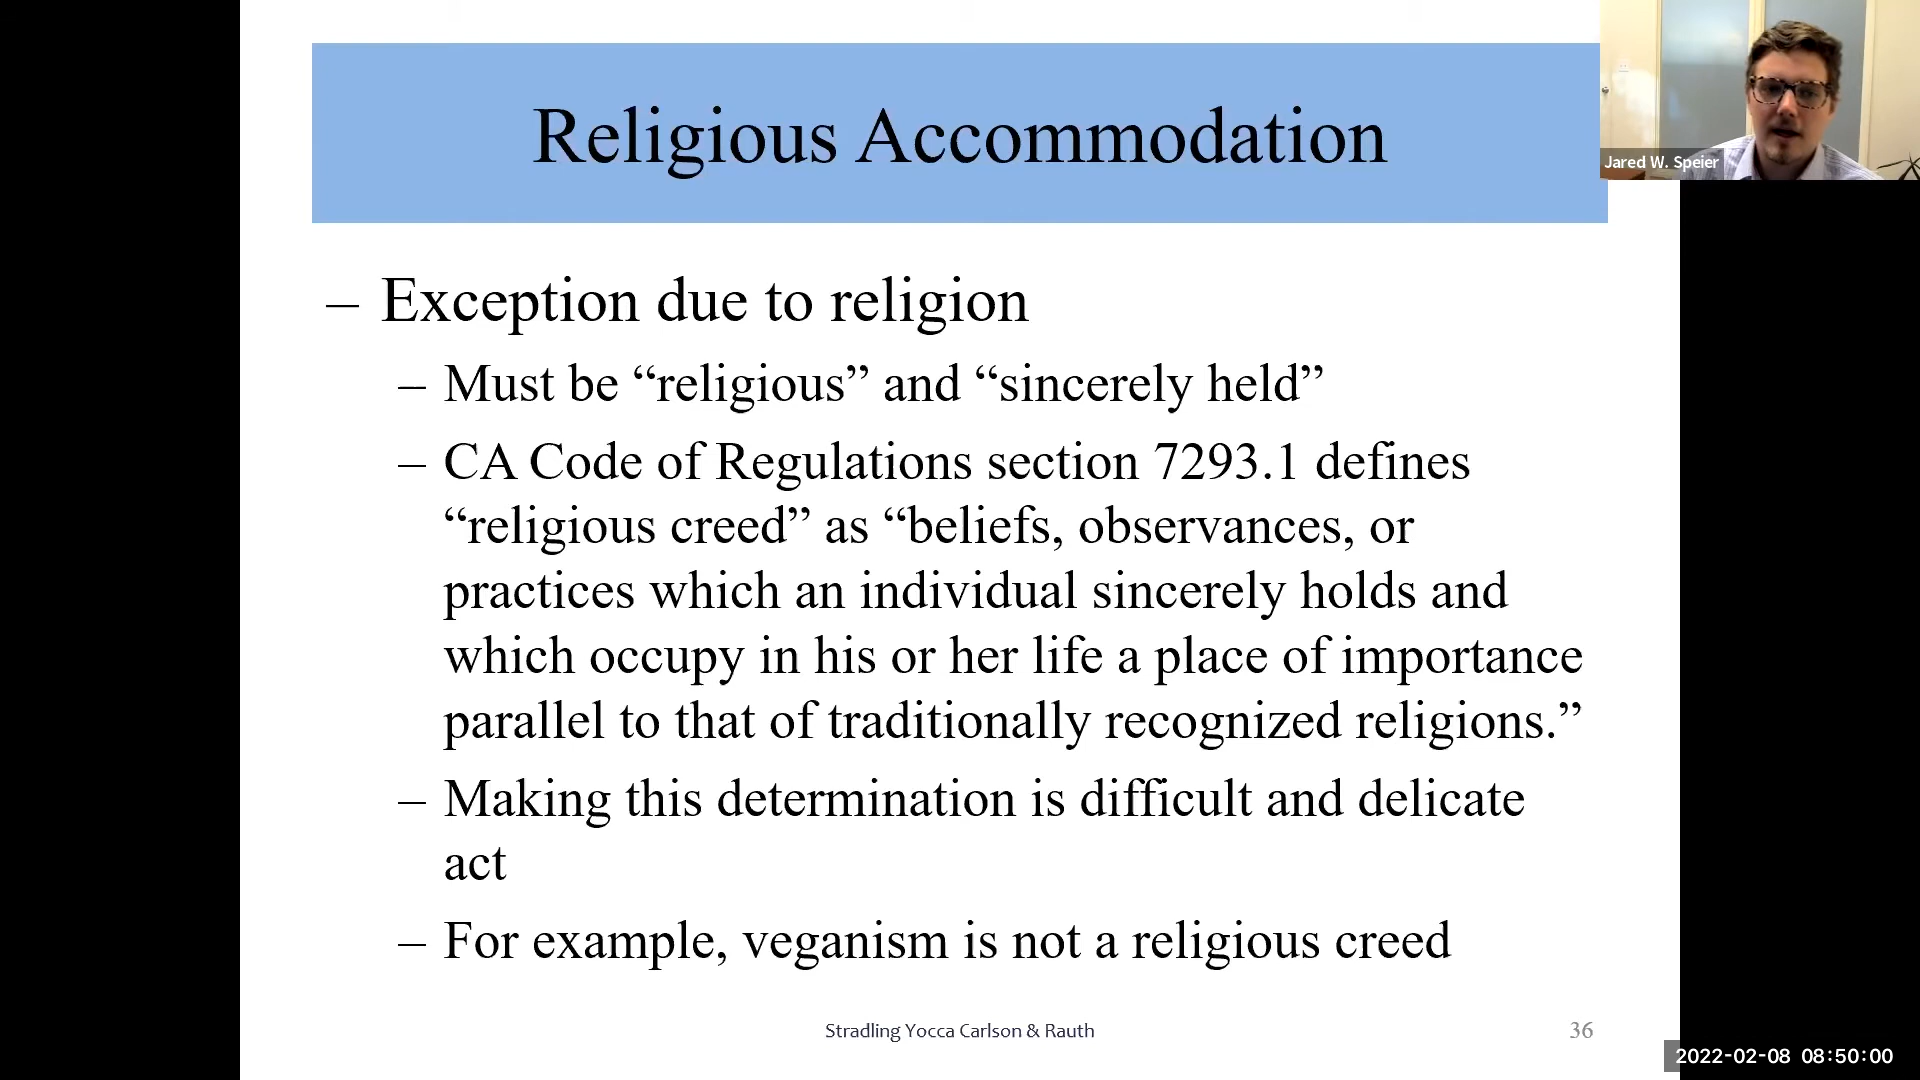 Religious Accommodation
Jared W. Speier
– Exception due to religion
– Must be “religious” and “sincerely held”
– CA Code of Regulations section 7293.1 defines
“religious creed” as “beliefs, observances, or
practices which an individual sincerely holds and
which occupy in his or her life a place of importance
parallel to that of traditionally recognized religions.”
– Making this determination is difficult and delicate
act
– For example, veganism is not a religious creed
Stradling Yocca Carlson & Rauth
36
2022-02-08 08:50:00